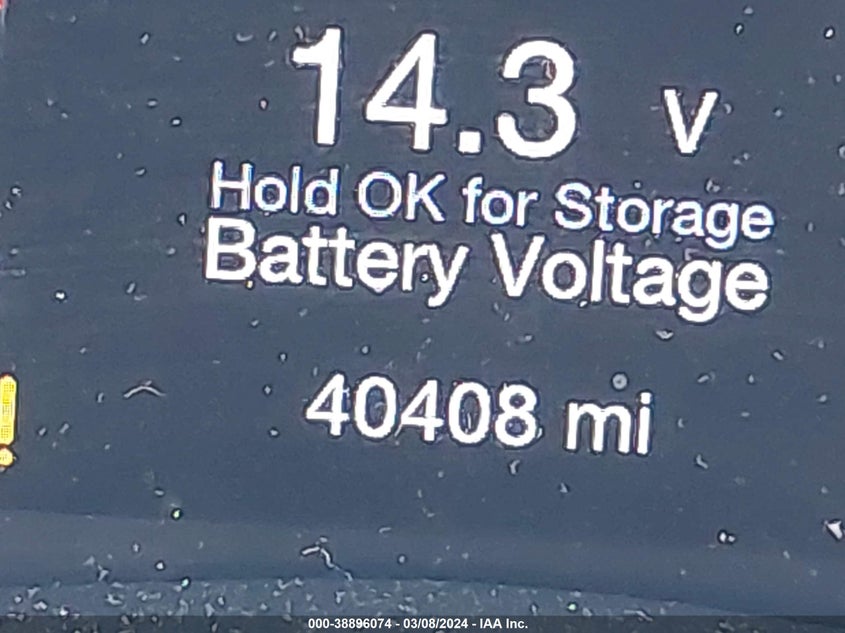 14.3 V
Hold OK for Storage
Battery Voltage
40408 mi
!
000-38896074 - 03/08/2024 - IAA Inc.